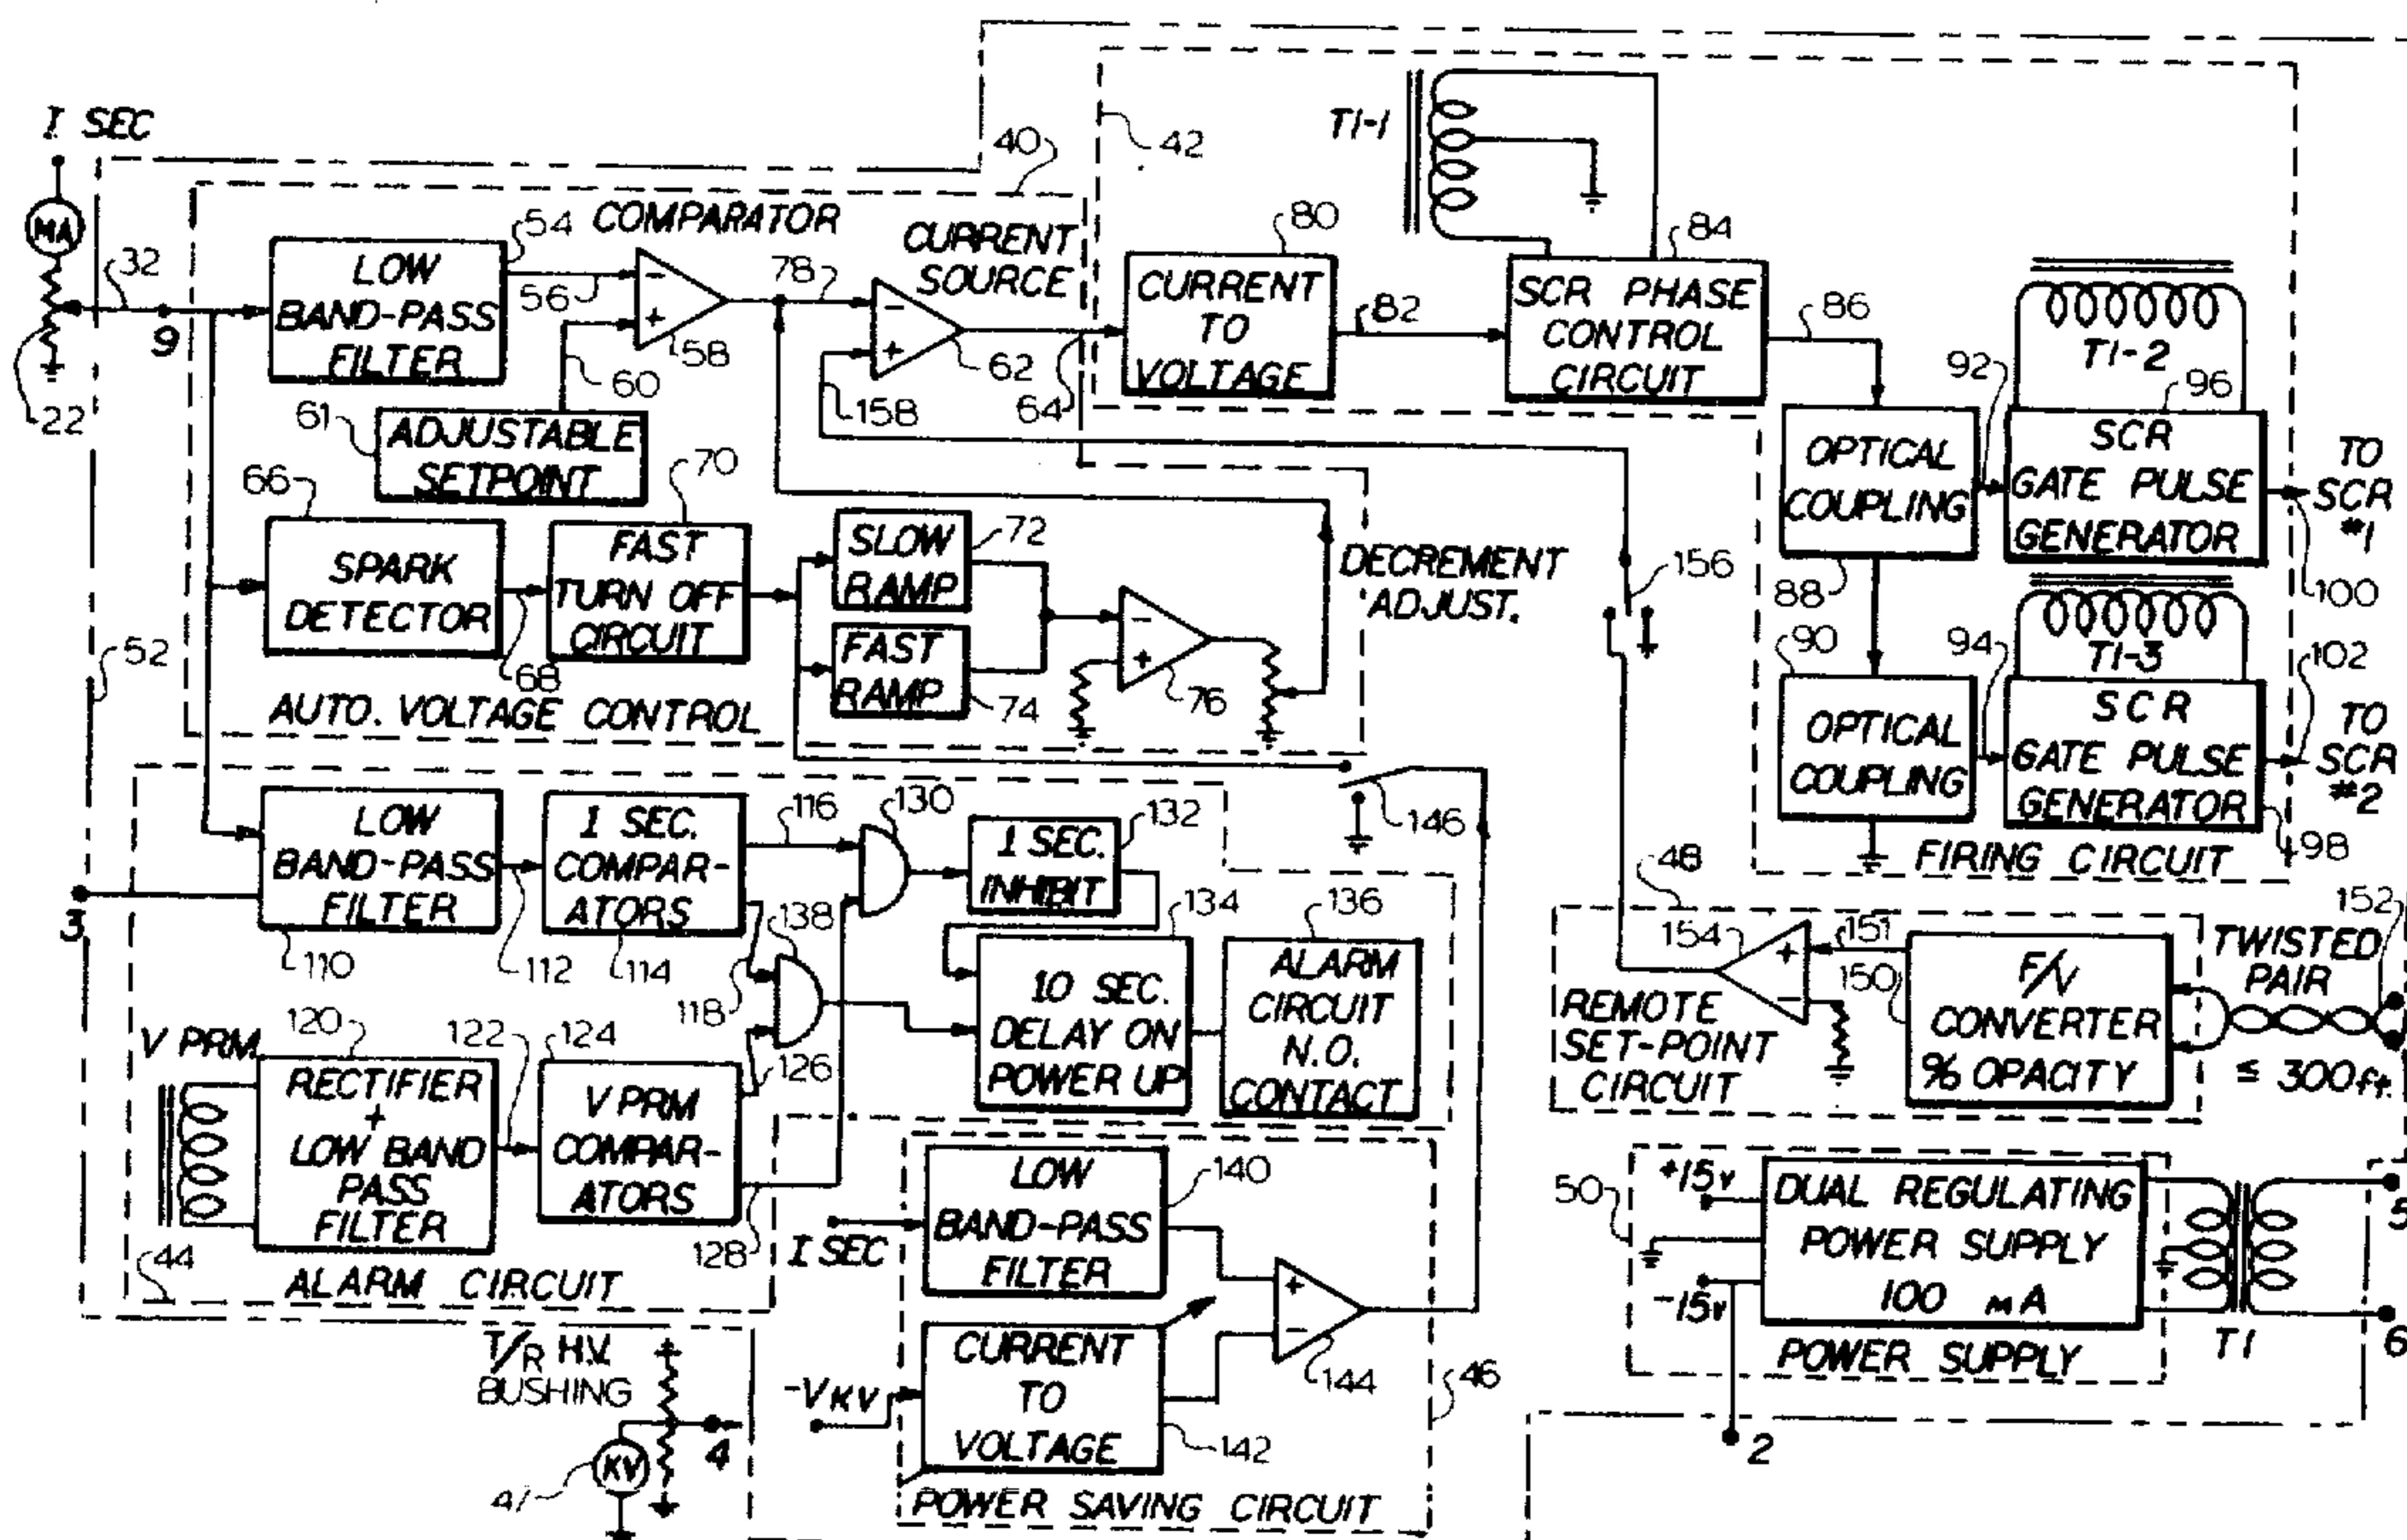 I SEC
MA
32
9
22
40
42
T1-1
54
COMPARATOR
LOW
BAND-PASS
FILTER
56
-
+
58
60
61
ADJUSTABLE
SETPOINT
78
CURRENT
SOURCE
-
+
62
64
158
80
CURRENT
TO
VOLTAGE
82
84
SCR PHASE
CONTROL
CIRCUIT
86
T1-2
92
96
OPTICAL
COUPLING
88
SCR
GATE PULSE
GENERATOR
TO
SCR
#1
100
66
SPARK
DETECTOR
68
70
FAST
TURN OFF
CIRCUIT
SLOW
RAMP
72
FAST
RAMP
74
-
+
76
DECREMENT
ADJUST.
156
AUTO. VOLTAGE CONTROL
52
T1-3
90
94
OPTICAL
COUPLING
SCR
GATE PULSE
GENERATOR
102
TO
SCR
#2
98
FIRING CIRCUIT
3
LOW
BAND-PASS
FILTER
110
112
1 SEC.
COMPAR-
ATORS
114
116
118
130
138
1 SEC.
INHIBIT
132
134
10 SEC.
DELAY ON
POWER UP
136
ALARM
CIRCUIT
N.O.
CONTACT
146
V PRM.
120
RECTIFIER
+
LOW BAND
PASS
FILTER
122
124
V PRM
COMPAR-
ATORS
126
128
44
ALARM CIRCUIT
48
154
+
-
151
150
F/V
CONVERTER
% OPACITY
REMOTE
SET-POINT
CIRCUIT
152
TWISTED
PAIR
≤ 300ft.
I SEC
LOW
BAND-PASS
FILTER
140
-VKV
CURRENT
TO
VOLTAGE
142
+
-
144
46
POWER SAVING CIRCUIT
T/R H.V.
BUSHING
KV
4
50
+15v
-15v
DUAL REGULATING
POWER SUPPLY
100 MA
POWER SUPPLY
T1
5
6
2